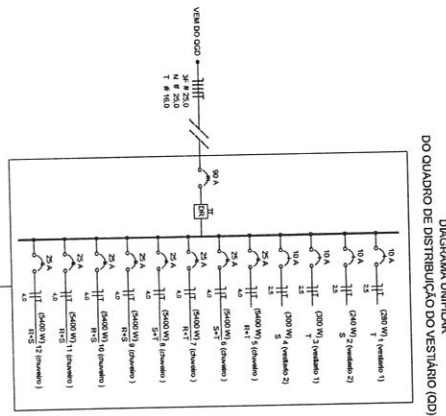 DIAGRAMA UNIFILAR
DO QUADRO DE DISTRIBUIÇÃO DO VESTIÁRIO (QD)
VEM DO QGD
3F # 25,0
N # 25,0
T # 16,0
90 A
DR
10 A (280 W) 1 (vestiário 1)
2.5 T
10 A (240 W) 2 (vestiário 2)
2.5 S
10 A (300 W) 3 (vestiário 1)
2.5 T
10 A (300 W) 4 (vestiário 2)
2.5 S
25 A (5400 W) 5 (chuveiro)
4.0 R+T
25 A (5400 W) 6 (chuveiro)
4.0 S+T
25 A (5400 W) 7 (chuveiro)
4.0 R+T
25 A (5400 W) 8 (chuveiro)
4.0 S+T
25 A (5400 W) 9 (chuveiro)
4.0 R+S
25 A (5400 W) 10 (chuveiro)
4.0 R+S
25 A (5400 W) 11 (chuveiro)
4.0 R+S
25 A (5400 W) 12 (chuveiro)
4.0 R+S